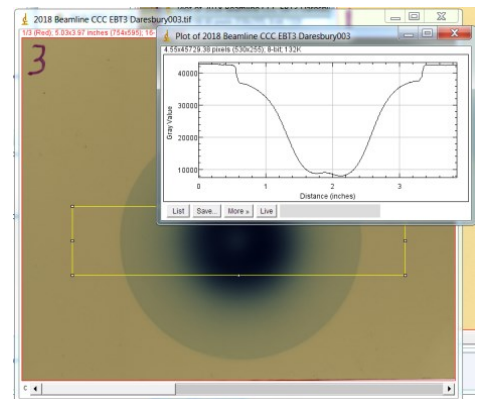 2018 Beamline CCC EBT3 Daresbury003.tif
1/3 (Red); 5.03x3.97 inches (754x595); 16-
Plot of 2018 Beamline CCC EBT3 Daresbury003
4.55x45729.38 pixels (530x255); 8-bit; 132K
3
40000
30000
20000
10000
Gray Value
0 1 2 3
Distance (inches)
List Save... More » Live
c